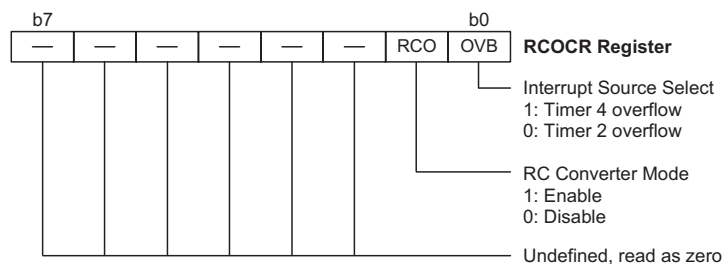 b7 b0
— — — — — — RCO OVB RCOCR Register
Interrupt Source Select
1: Timer 4 overflow
0: Timer 2 overflow
RC Converter Mode
1: Enable
0: Disable
Undefined, read as zero